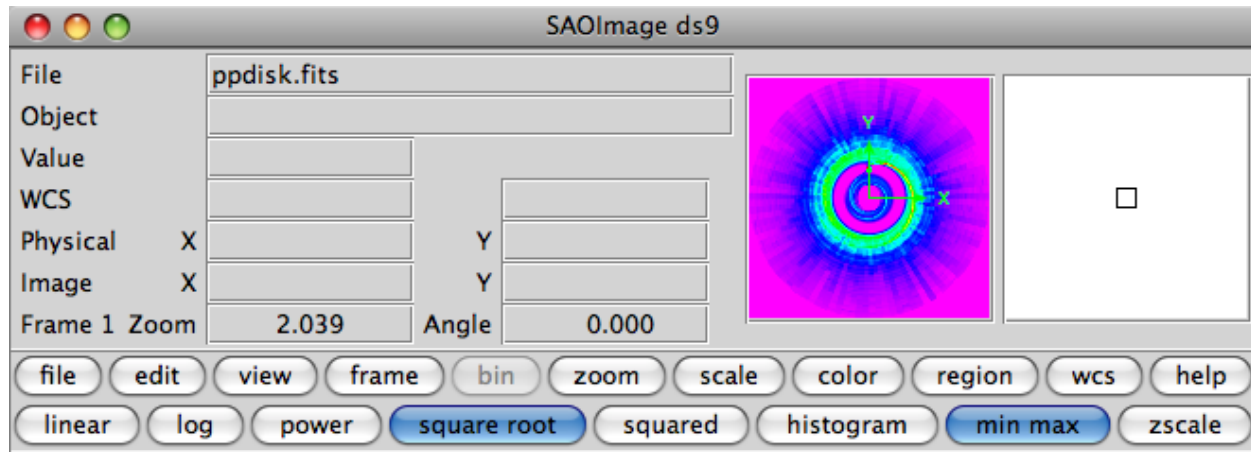 SAOImage ds9
File ppdisk.fits
Object
Value
WCS
Physical X Y
Image X Y
Frame 1 Zoom 2.039 Angle 0.000
Y
X
file edit view frame bin zoom scale color region wcs help
linear log power square root squared histogram min max zscale